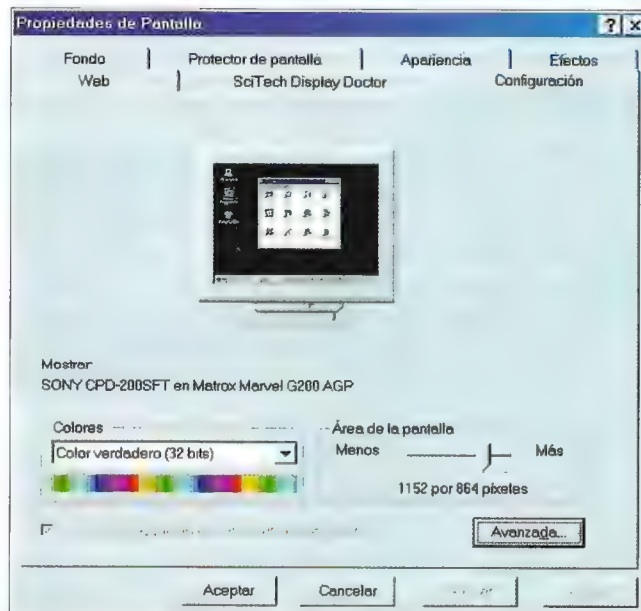 Propiedades de Pantalla
Fondo Protector de pantalla Apariencia Efectos
Web SciTech Display Doctor Configuración
Mostrar
SONY CPD-200SFT en Matrox Marvel G200 AGP
Colores Área de la pantalla
Color verdadero (32 bits) Menos Más
1152 por 864 píxeles
Avanzada...
Aceptar Cancelar